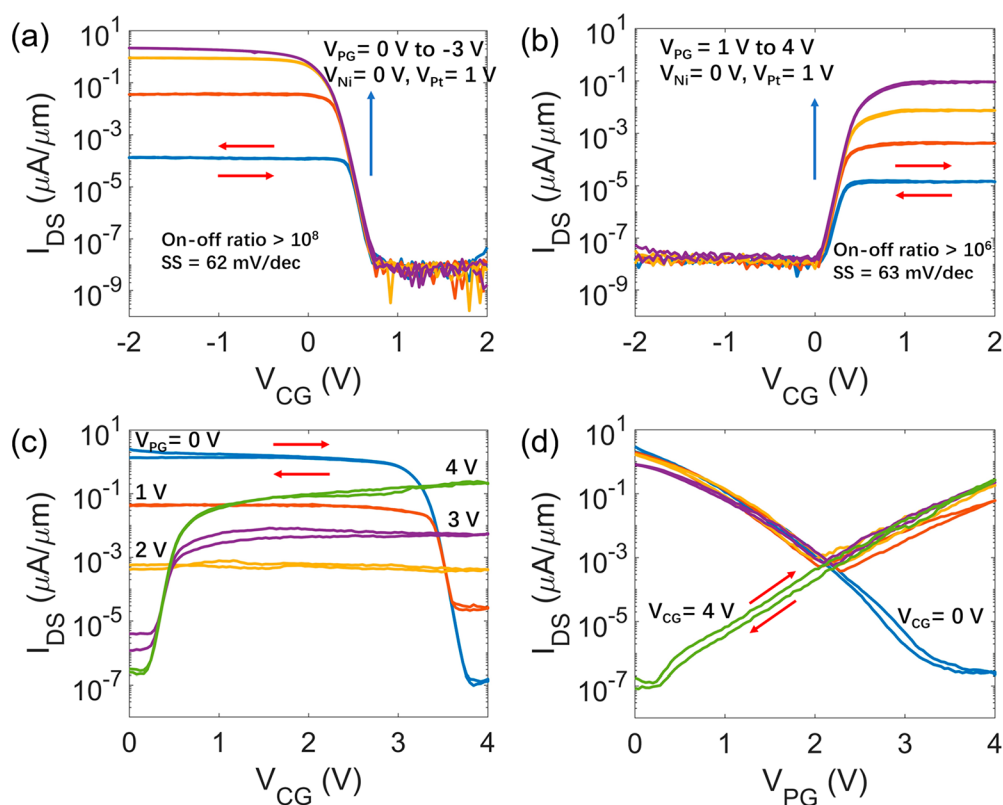 (a)
V_PG = 0 V to -3 V
V_Ni = 0 V, V_Pt = 1 V
On-off ratio > 10⁸
SS = 62 mV/dec
10¹
10⁻¹
10⁻³
10⁻⁵
10⁻⁷
10⁻⁹
I_DS (μA/μm)
-2
-1
0
1
2
V_CG (V)
(b)
V_PG = 1 V to 4 V
V_Ni = 0 V, V_Pt = 1 V
On-off ratio > 10⁶
SS = 63 mV/dec
10¹
10⁻¹
10⁻³
10⁻⁵
10⁻⁷
10⁻⁹
I_DS (μA/μm)
-2
-1
0
1
2
V_CG (V)
(c)
V_PG = 0 V
1 V
2 V
4 V
3 V
10¹
10⁻¹
10⁻³
10⁻⁵
10⁻⁷
I_DS (μA/μm)
0
1
2
3
4
V_CG (V)
(d)
V_CG = 4 V
V_CG = 0 V
10¹
10⁻¹
10⁻³
10⁻⁵
10⁻⁷
I_DS (μA/μm)
0
1
2
3
4
V_PG (V)